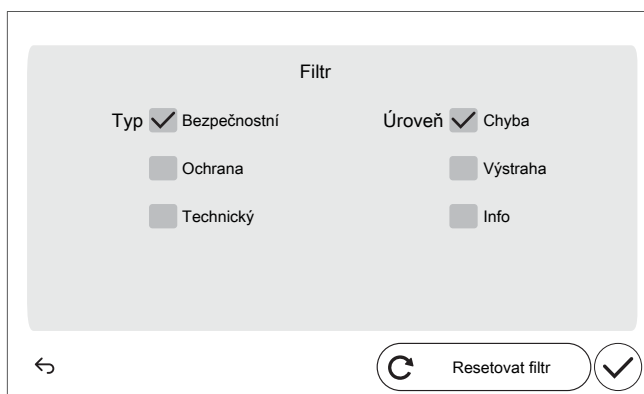 Filtr
Typ Bezpečnostní Úroveň Chyba
Ochrana Výstraha
Technický Info
Resetovat filtr